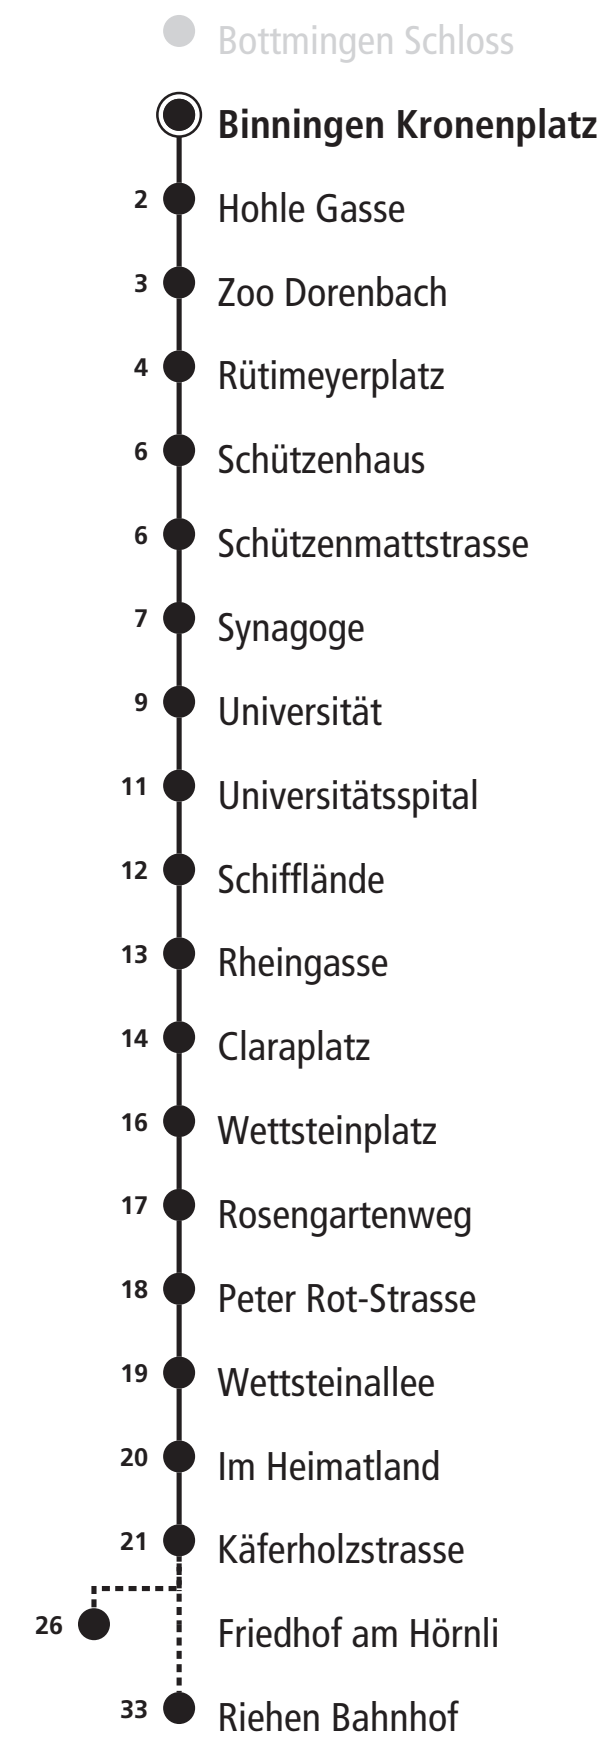 Bottmingen Schloss
Binningen Kronenplatz
2 Hohle Gasse
3 Zoo Dorenbach
4 Rütimeyerplatz
6 Schützenhaus
6 Schützenmattstrasse
7 Synagoge
9 Universität
11 Universitätsspital
12 Schifflände
13 Rheingasse
14 Claraplatz
16 Wettsteinplatz
17 Rosengartenweg
18 Peter Rot-Strasse
19 Wettsteinallee
20 Im Heimatland
21 Käferholzstrasse
26 Friedhof am Hörnli
33 Riehen Bahnhof